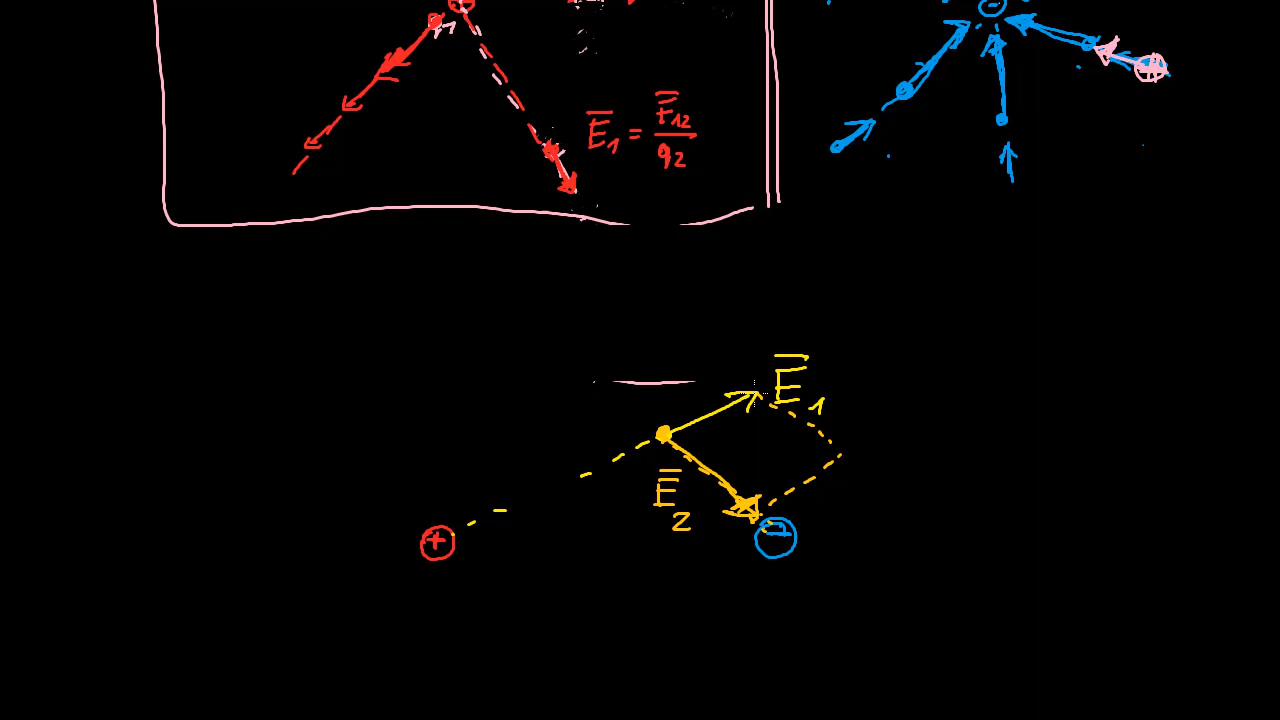 E̅₁ = F̅₁₂ / q₂
-
E̅₁
E̅₂
+
-